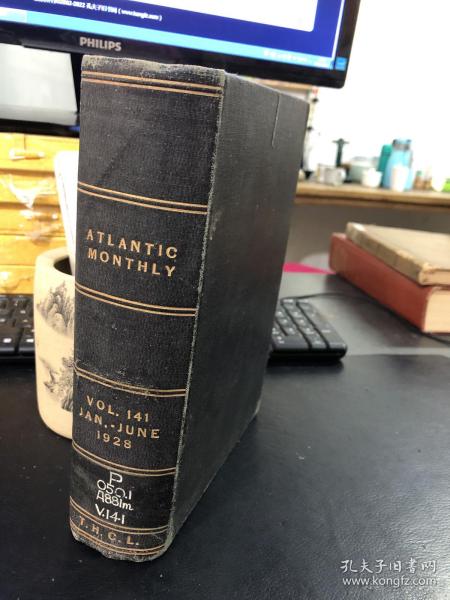 PHILIPS
ATLANTIC
MONTHLY
VOL. 141
JAN.-JUNE
1928
P
050.1
A881m
V.141
T.H.C.L.
孔夫子旧书网
www.kongfz.com